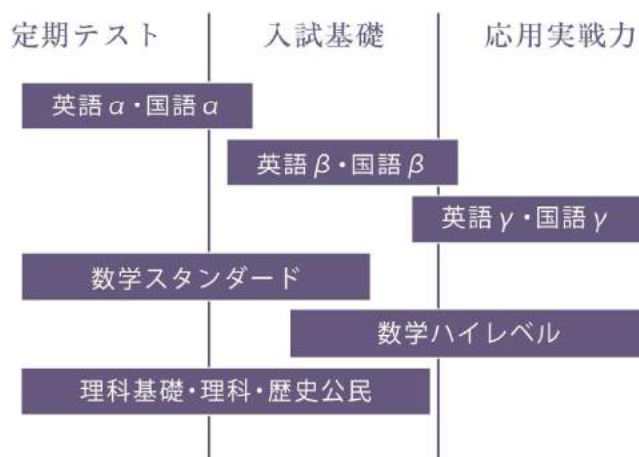 定期テスト 入試基礎 応用実戦力
英語α・国語α
英語β・国語β
英語γ・国語γ
数学スタンダード
数学ハイレベル
理科基礎・理科・歴史公民